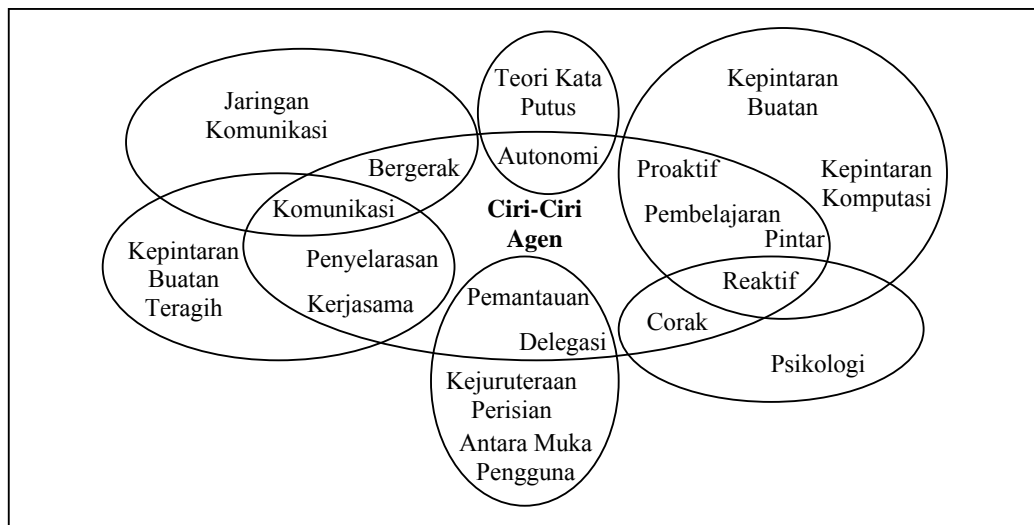 Jaringan
Komunikasi
Teori Kata
Putus
Kepintaran
Buatan
Bergerak
Autonomi
Proaktif
Kepintaran
Komputasi
Komunikasi
Ciri-Ciri
Agen
Pembelajaran
Pintar
Kepintaran
Buatan
Teragih
Penyelarasan
Kerjasama
Pemantauan
Delegasi
Reaktif
Corak
Psikologi
Kejuruteraan
Perisian
Antara Muka
Pengguna